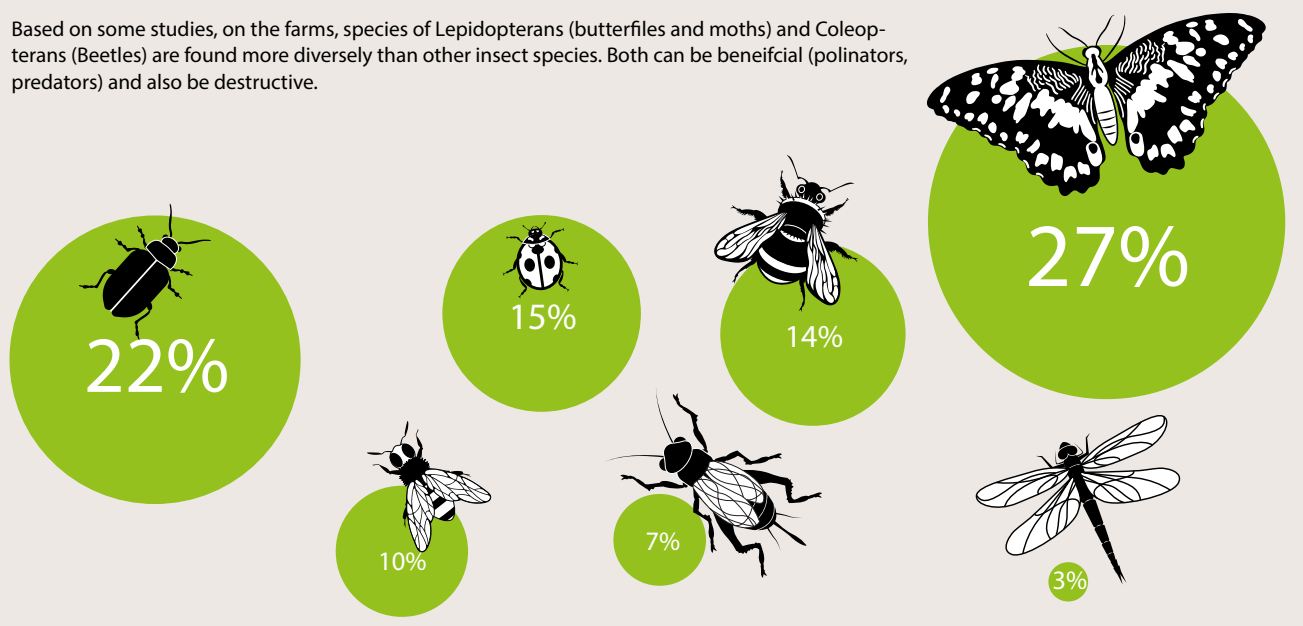 Based on some studies, on the farms, species of Lepidopterans (butterfiles and moths) and Coleop-
terans (Beetles) are found more diversely than other insect species. Both can be beneifcial (polinators,
predators) and also be destructive.
27%
22%
15%
14%
10%
7%
3%